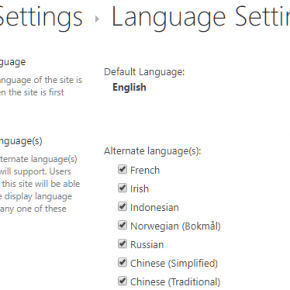 Settings › Language Setti
guage
Default Language:
nguage of the site is
English
n the site is first
nguage(s)
ternate language(s)
Alternate language(s):
will support. Users
French
this site will be able
Irish
e display language
Indonesian
any one of these
Norwegian (Bokmål)
Russian
Chinese (Simplified)
Chinese (Traditional)